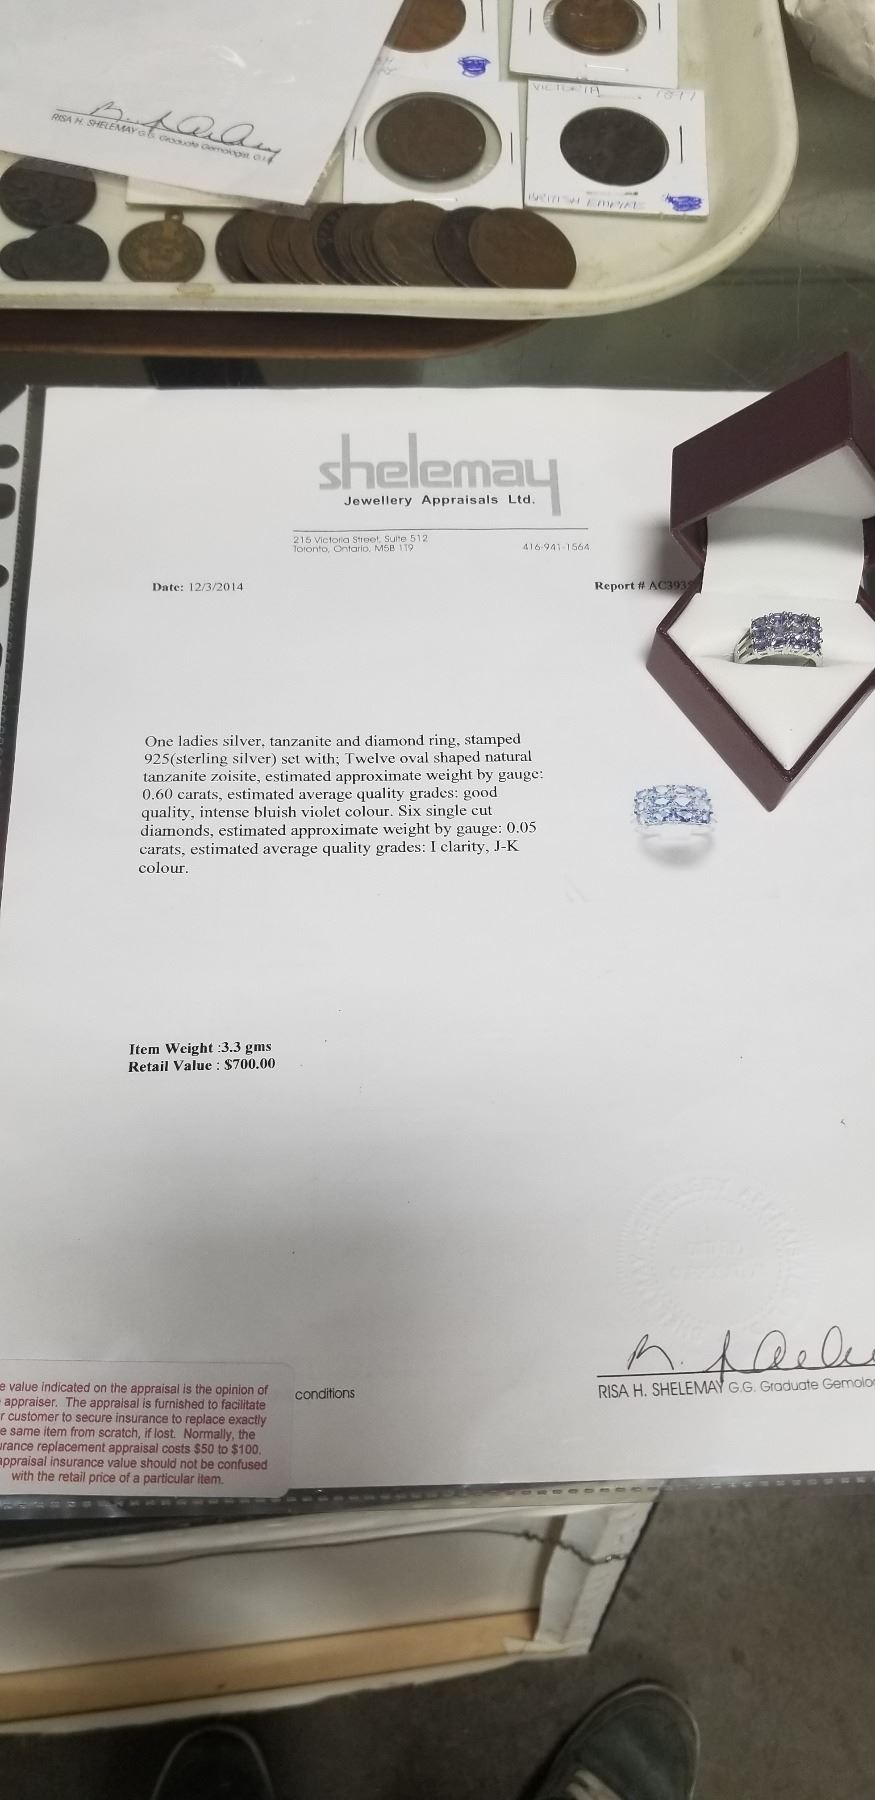 RISA H. SHELEMAY G.G. Graduate Gemologist, G.I.A
VICTORIA 1897
BRITISH EMPIRE
shelemay
Jewellery Appraisals Ltd.
215 Victoria Street, Suite 512
Toronto, Ontario, M5B 1T9
416-941-1564
Date: 12/3/2014
Report # AC393
One ladies silver, tanzanite and diamond ring, stamped
925(sterling silver) set with; Twelve oval shaped natural
tanzanite zoisite, estimated approximate weight by gauge:
0.60 carats, estimated average quality grades: good
quality, intense bluish violet colour. Six single cut
diamonds, estimated approximate weight by gauge: 0.05
carats, estimated average quality grades: I clarity, J-K
colour.
Item Weight :3.3 gms
Retail Value : $700.00
e value indicated on the appraisal is the opinion of
appraiser. The appraisal is furnished to facilitate
r customer to secure insurance to replace exactly
e same item from scratch, if lost. Normally, the
urance replacement appraisal costs $50 to $100.
appraisal insurance value should not be confused
with the retail price of a particular item.
conditions
RISA H. SHELEMAY G.G. Graduate Gemolo